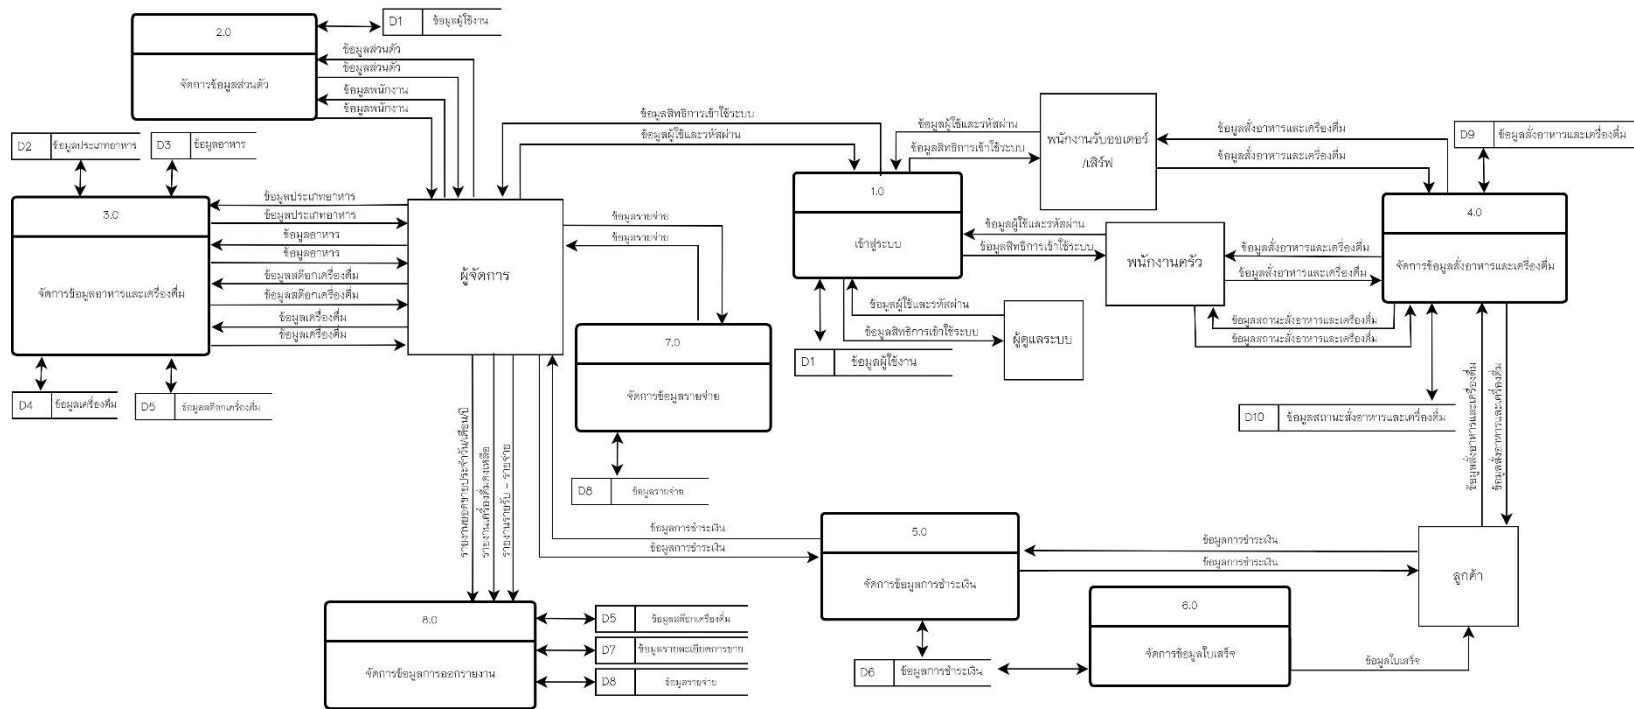 2.0
จัดการข้อมูลส่วนตัว
D1 ข้อมูลผู้ใช้งาน
ข้อมูลส่วนตัว
ข้อมูลส่วนตัว
ข้อมูลพนักงาน
ข้อมูลพนักงาน
D2 ข้อมูลประเภทอาหาร
D3 ข้อมูลอาหาร
3.0
จัดการข้อมูลอาหารและเครื่องดื่ม
ข้อมูลประเภทอาหาร
ข้อมูลประเภทอาหาร
ข้อมูลอาหาร
ข้อมูลอาหาร
ข้อมูลสต๊อกเครื่องดื่ม
ข้อมูลสต๊อกเครื่องดื่ม
ข้อมูลเครื่องดื่ม
ข้อมูลเครื่องดื่ม
D4 ข้อมูลเครื่องดื่ม
D5 ข้อมูลสต๊อกเครื่องดื่ม
ผู้จัดการ
ข้อมูลสิทธิการเข้าใช้ระบบ
ข้อมูลผู้ใช้และรหัสผ่าน
ข้อมูลรายจ่าย
ข้อมูลรายจ่าย
7.0
จัดการข้อมูลรายจ่าย
D8 ข้อมูลรายจ่าย
1.0
เข้าสู่ระบบ
ข้อมูลผู้ใช้และรหัสผ่าน
ข้อมูลสิทธิการเข้าใช้ระบบ
พนักงานรับออเดอร์
/เสิร์ฟ
ข้อมูลผู้ใช้และรหัสผ่าน
ข้อมูลสิทธิการเข้าใช้ระบบ
พนักงานครัว
ข้อมูลผู้ใช้และรหัสผ่าน
ข้อมูลสิทธิการเข้าใช้ระบบ
ผู้ดูแลระบบ
D1 ข้อมูลผู้ใช้งาน
ข้อมูลสั่งอาหารและเครื่องดื่ม
ข้อมูลสั่งอาหารและเครื่องดื่ม
D9 ข้อมูลสั่งอาหารและเครื่องดื่ม
4.0
จัดการข้อมูลสั่งอาหารและเครื่องดื่ม
ข้อมูลสั่งอาหารและเครื่องดื่ม
ข้อมูลสั่งอาหารและเครื่องดื่ม
ข้อมูลสถานะสั่งอาหารและเครื่องดื่ม
ข้อมูลสถานะสั่งอาหารและเครื่องดื่ม
D10 ข้อมูลสถานะสั่งอาหารและเครื่องดื่ม
ข้อมูลสั่งอาหารและเครื่องดื่ม
ข้อมูลสั่งอาหารและเครื่องดื่ม
รายงานยอดขายประจำวัน/เดือน/ปี
รายงานเครื่องดื่มคงเหลือ
รายงานรายรับ - รายจ่าย
ข้อมูลการชำระเงิน
ข้อมูลการชำระเงิน
5.0
จัดการข้อมูลการชำระเงิน
ข้อมูลการชำระเงิน
ข้อมูลการชำระเงิน
ลูกค้า
8.0
จัดการข้อมูลการออกรายงาน
D5 ข้อมูลสต๊อกเครื่องดื่ม
D7 ข้อมูลรายละเอียดการขาย
D8 ข้อมูลรายจ่าย
D6 ข้อมูลการชำระเงิน
6.0
จัดการข้อมูลใบเสร็จ
ข้อมูลใบเสร็จ